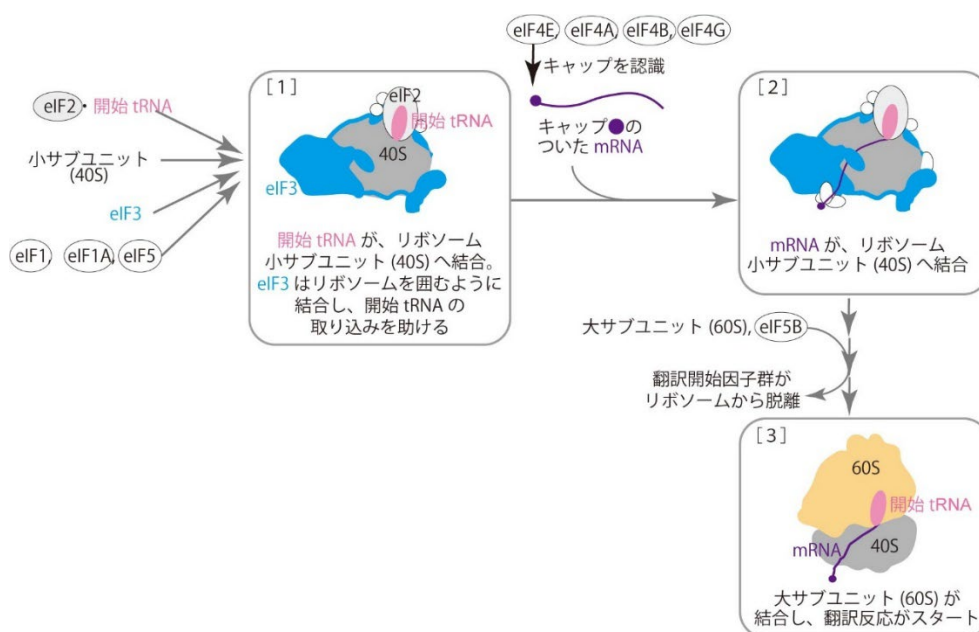 eIF2・開始 tRNA
小サブユニット
(40S)
eIF3
eIF1, eIF1A, eIF5
[1]
eIF2
開始 tRNA
40S
eIF3
開始 tRNA が、リボソーム
小サブユニット (40S) へ結合。
eIF3 はリボソームを囲むように
結合し、開始 tRNA の
取り込みを助ける
eIF4E, eIF4A, eIF4B, eIF4G
キャップを認識
キャップ●の
ついた mRNA
[2]
mRNA が、リボソーム
小サブユニット (40S) へ結合
大サブユニット (60S), eIF5B
翻訳開始因子群が
リボソームから脱離
[3]
60S
開始 tRNA
mRNA
40S
大サブユニット (60S) が
結合し、翻訳反応がスタート